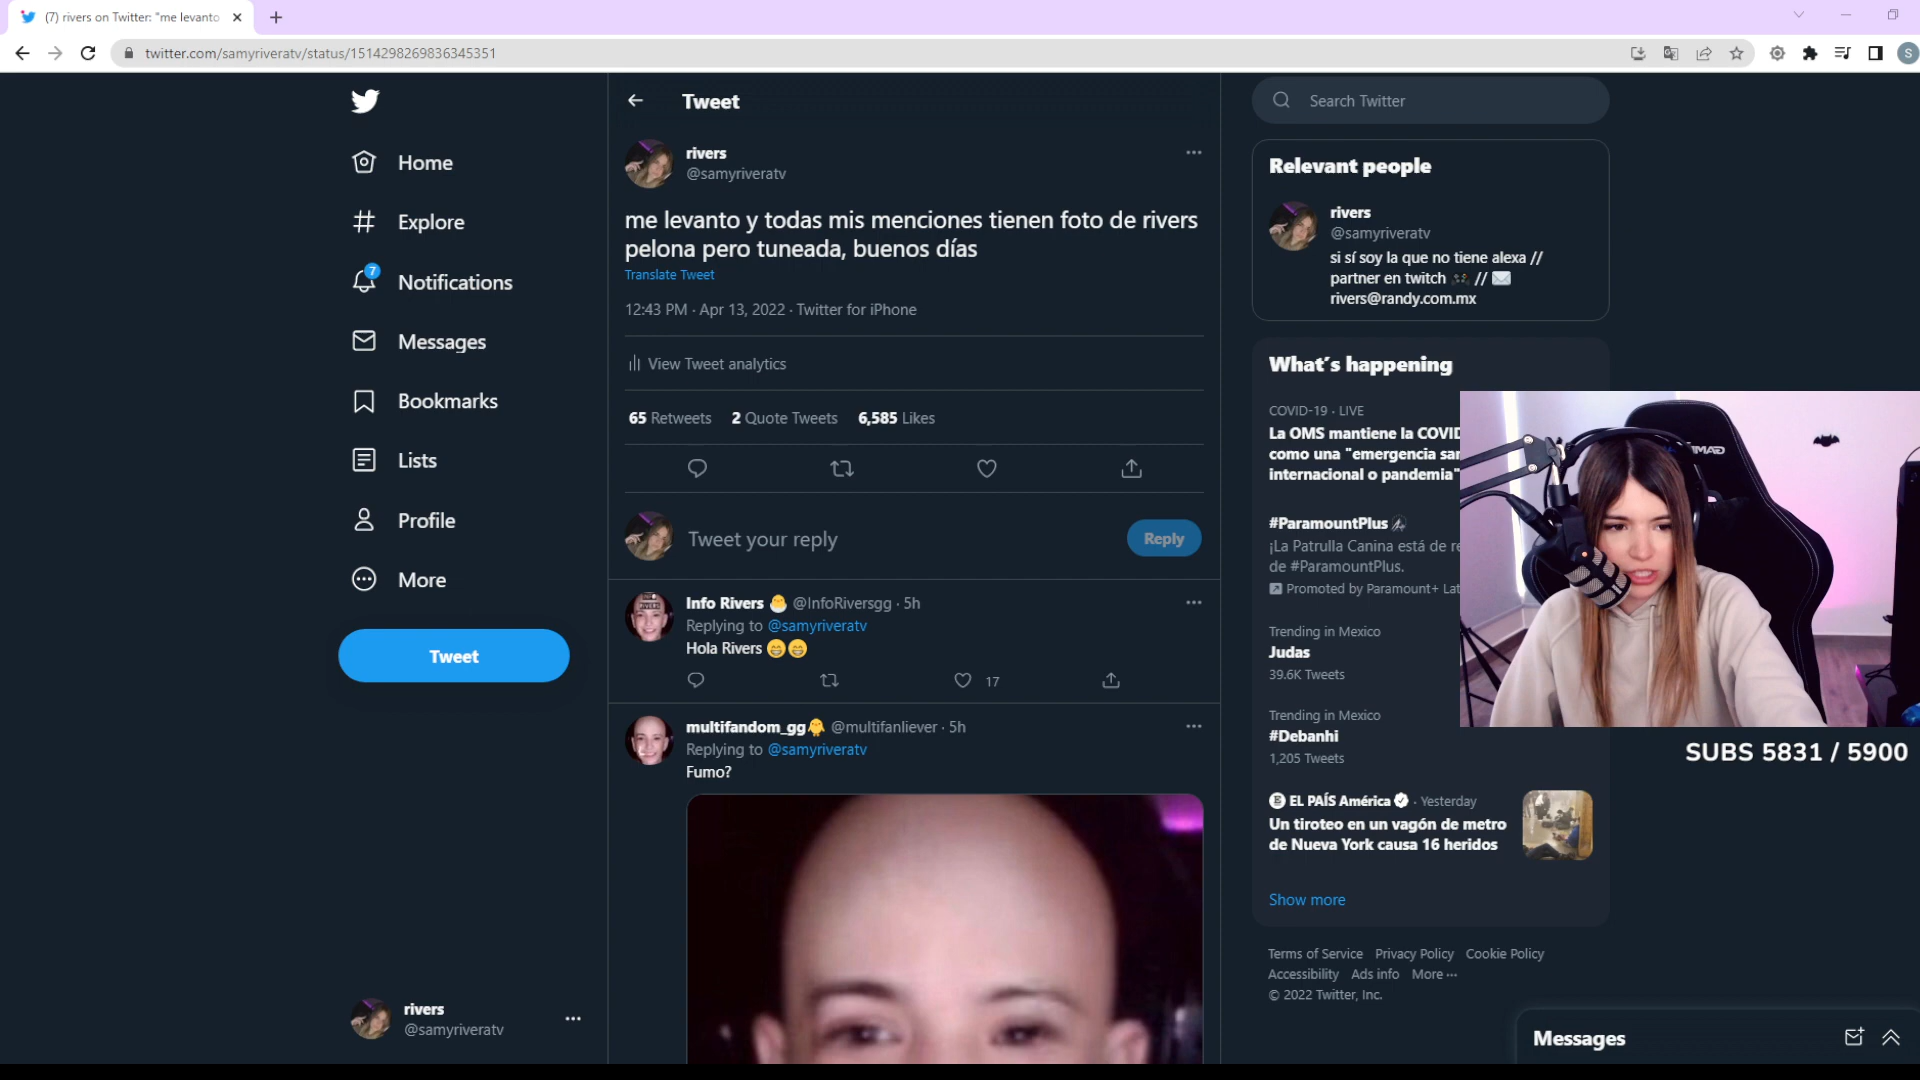 (7) rivers on Twitter: "me levanto
twitter.com/samyriveratv/status/1514298269836345351
S
Home
Explore
7
Notifications
Messages
Bookmarks
Lists
Profile
More
Tweet
rivers
@samyriveratv
Tweet
rivers
@samyriveratv
me levanto y todas mis menciones tienen foto de rivers
pelona pero tuneada, buenos días
Translate Tweet
12:43 PM · Apr 13, 2022 · Twitter for iPhone
View Tweet analytics
65 Retweets 2 Quote Tweets 6,585 Likes
Tweet your reply
Reply
Info Rivers 🐣 @InfoRiversgg · 5h
Replying to @samyriveratv
Hola Rivers 😁😁
17
multifandom_gg🐥 @multifanliever · 5h
Replying to @samyriveratv
Fumo?
Search Twitter
Relevant people
rivers
@samyriveratv
si sí soy la que no tiene alexa //
partner en twitch 🎮 // ✉️
rivers@randy.com.mx
What's happening
COVID-19 · LIVE
La OMS mantiene la COVID
como una "emergencia sa
internacional o pandemia"
#ParamountPlus
¡La Patrulla Canina está de re
de #ParamountPlus.
Promoted by Paramount+ Lat
Trending in Mexico
Judas
39.6K Tweets
Trending in Mexico
#Debanhi
1,205 Tweets
EL PAÍS América · Yesterday
Un tiroteo en un vagón de metro
de Nueva York causa 16 heridos
Show more
Terms of Service Privacy Policy Cookie Policy
Accessibility Ads info More ···
© 2022 Twitter, Inc.
SUBS 5831 / 5900
Messages